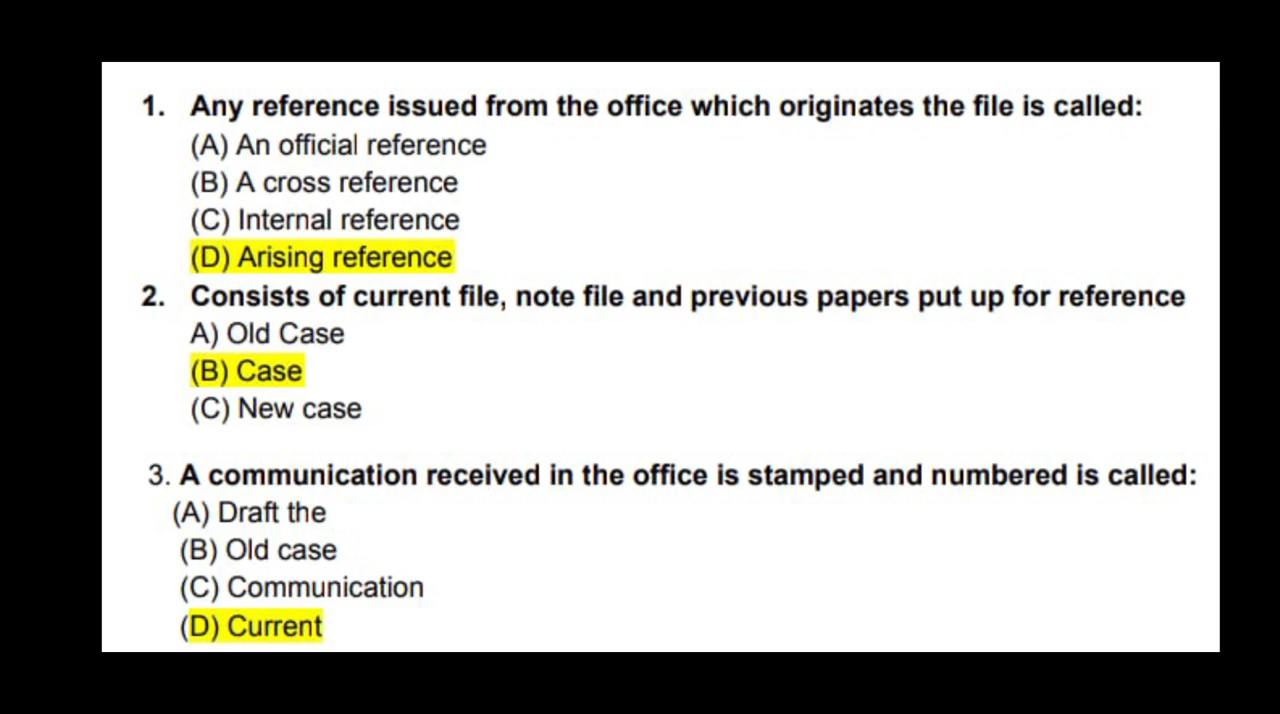 1. Any reference issued from the office which originates the file is called:
(A) An official reference
(B) A cross reference
(C) Internal reference
(D) Arising reference
2. Consists of current file, note file and previous papers put up for reference
A) Old Case
(B) Case
(C) New case
3. A communication received in the office is stamped and numbered is called:
(A) Draft the
(B) Old case
(C) Communication
(D) Current